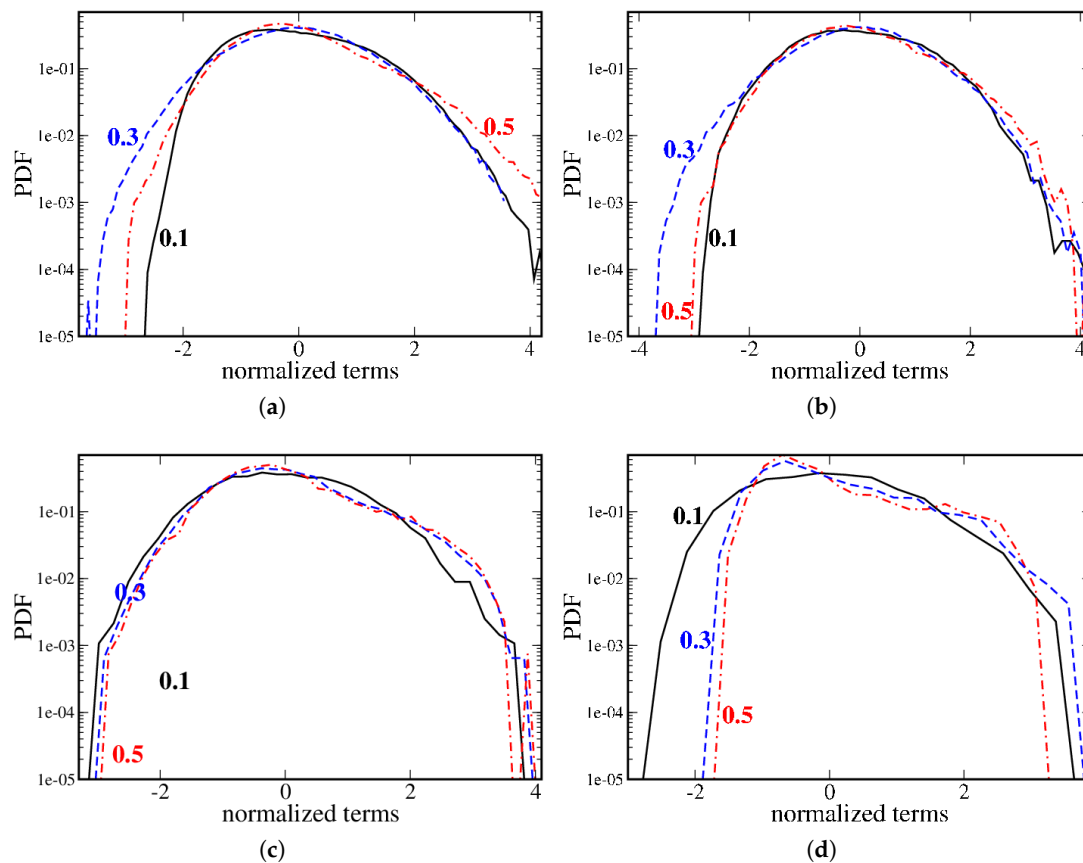 1e-01
1e-02
1e-03
1e-04
1e-05
PDF
0.3
0.5
0.1
-2
0
2
4
normalized terms
(a)
1e-01
1e-02
1e-03
1e-04
1e-05
PDF
0.3
0.1
0.5
-4
-2
0
2
4
normalized terms
(b)
1e-01
1e-02
1e-03
1e-04
1e-05
PDF
0.3
0.1
0.5
-2
0
2
4
normalized terms
(c)
1e-01
1e-02
1e-03
1e-04
1e-05
PDF
0.1
0.3
0.5
-2
0
2
normalized terms
(d)